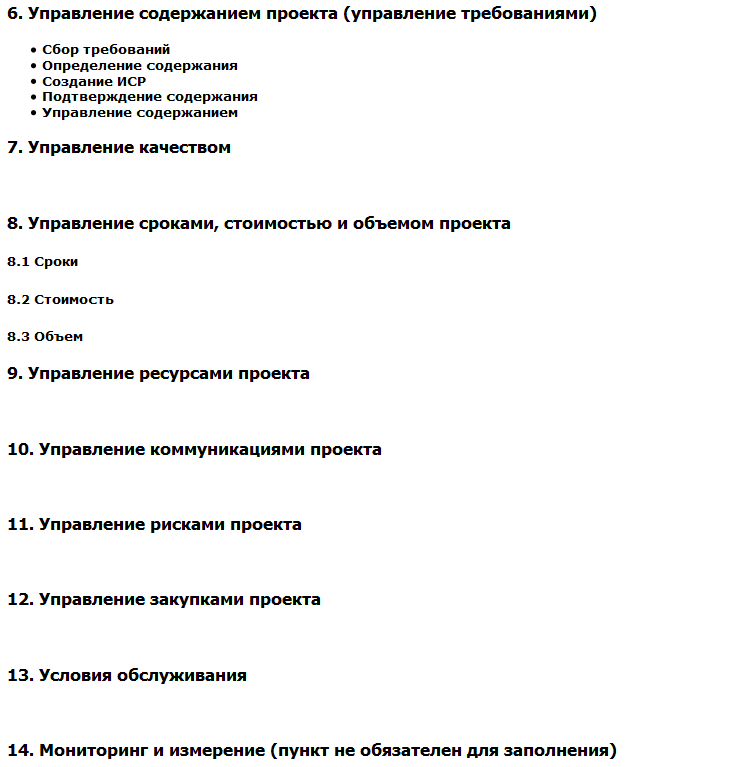 6. Управление содержанием проекта (управление требованиями)
• Сбор требований
• Определение содержания
• Создание ИСР
• Подтверждение содержания
• Управление содержанием
7. Управление качеством
8. Управление сроками, стоимостью и объемом проекта
8.1 Сроки
8.2 Стоимость
8.3 Объем
9. Управление ресурсами проекта
10. Управление коммуникациями проекта
11. Управление рисками проекта
12. Управление закупками проекта
13. Условия обслуживания
14. Мониторинг и измерение (пункт не обязателен для заполнения)